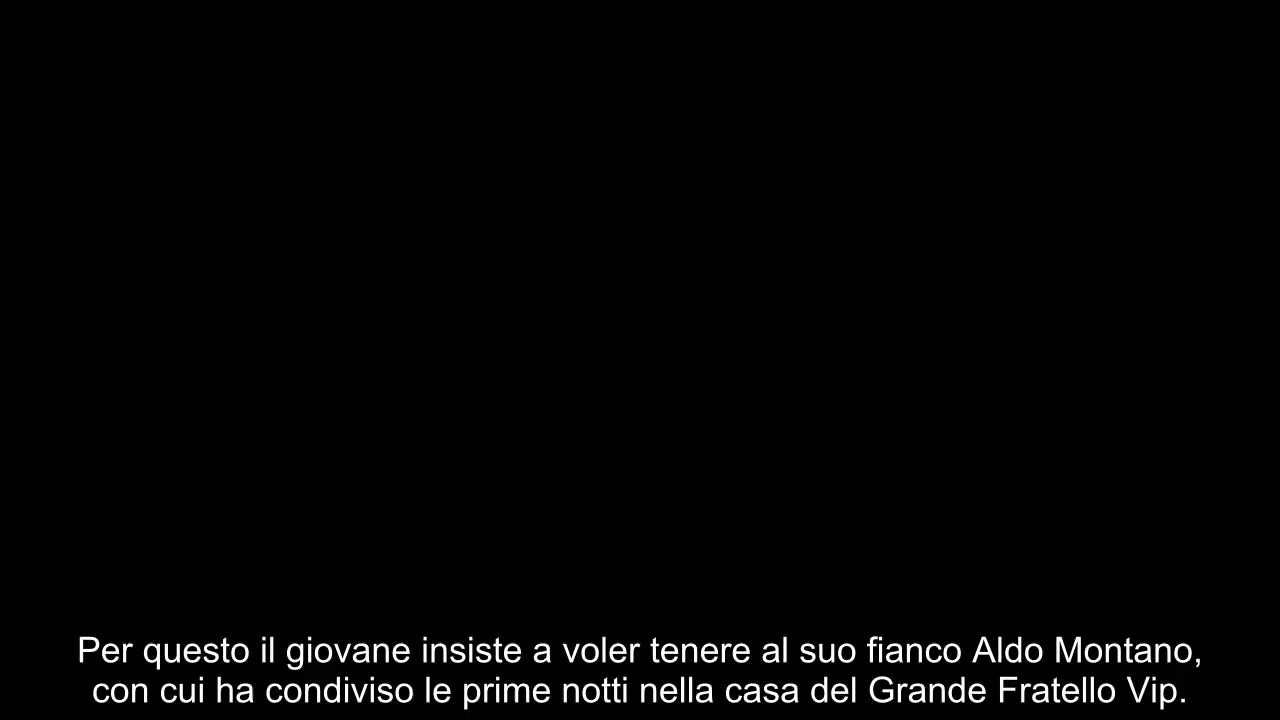 Per questo il giovane insiste a voler tenere al suo fianco Aldo Montano,
con cui ha condiviso le prime notti nella casa del Grande Fratello Vip.